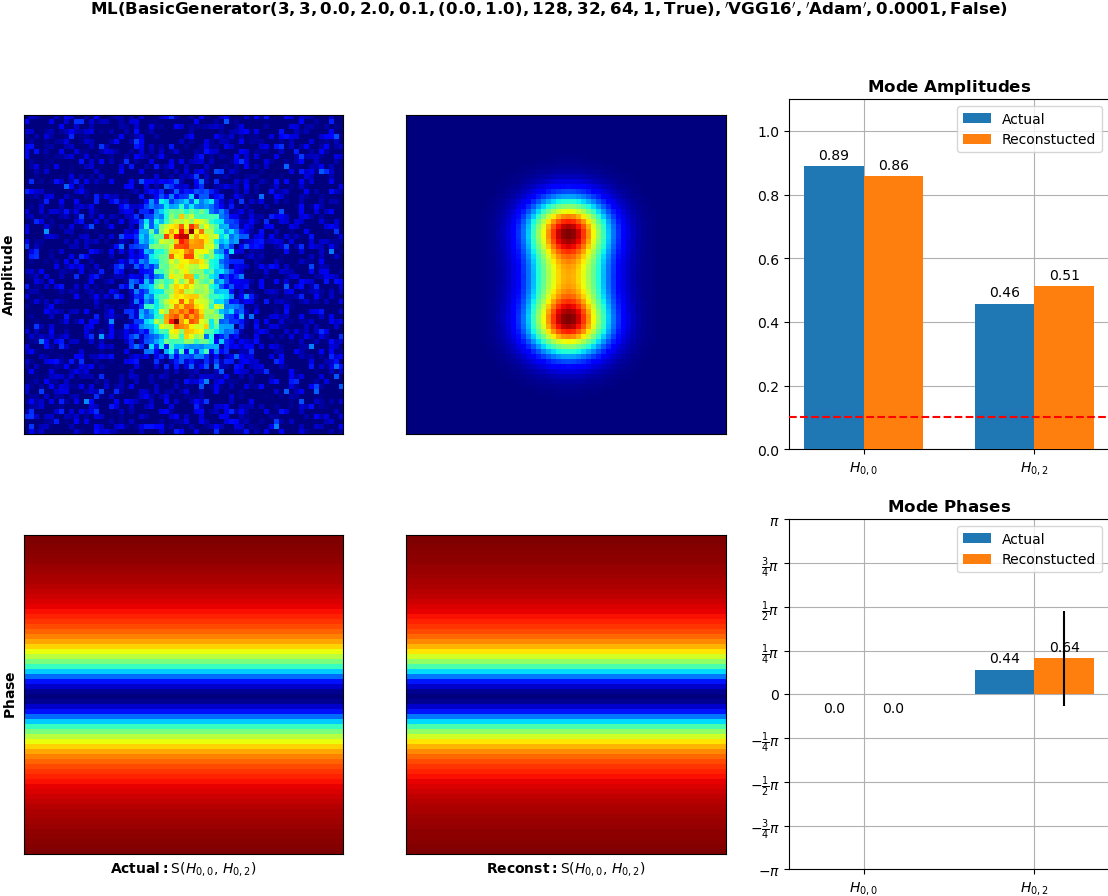 ML(BasicGenerator(3, 3, 0.0, 2.0, 0.1, (0.0, 1.0), 128, 32, 64, 1, True), ′VGG16′, ′Adam′, 0.0001, False)
Amplitude
Mode Amplitudes
Actual
Reconstucted
1.0
0.8
0.6
0.4
0.2
0.0
0.89
0.86
0.46
0.51
H0, 0
H0, 2
Phase
Actual: S(H0, 0, H0, 2)
Reconst: S(H0, 0, H0, 2)
Mode Phases
Actual
Reconstucted
π
3/4π
1/2π
1/4π
0
−1/4π
−1/2π
−3/4π
−π
0.0
0.0
0.44
0.64
H0, 0
H0, 2